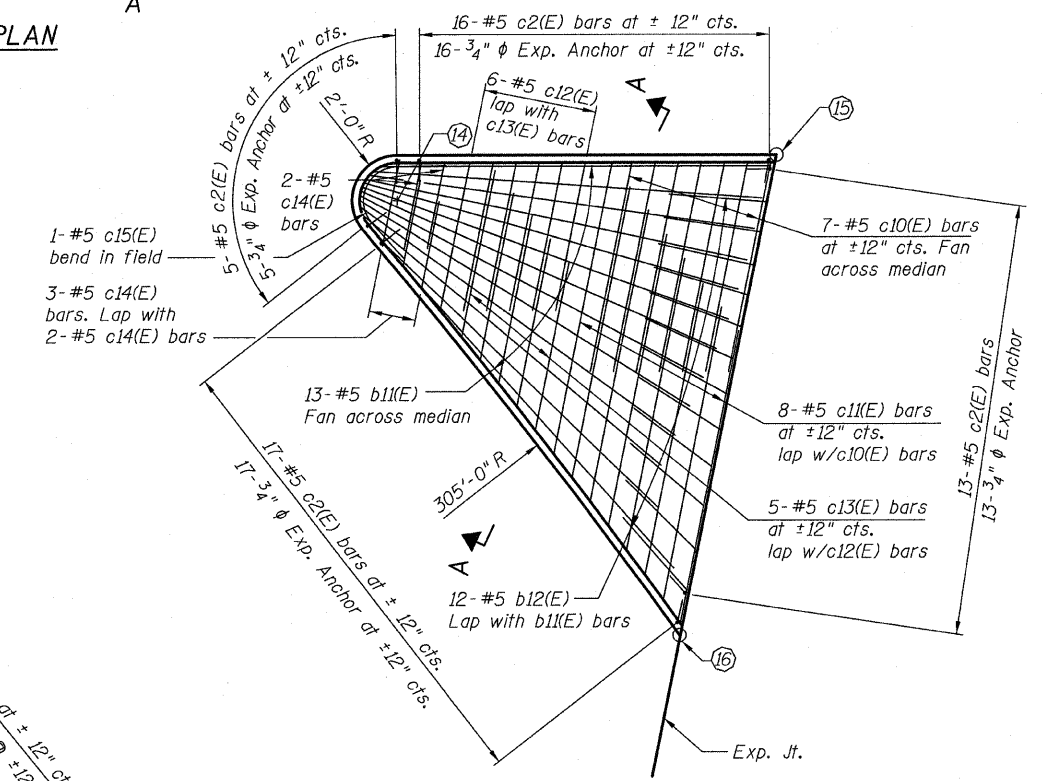 A
PLAN
16-#5 c2(E) bars at ± 12" cts.
16-3/4" ϕ Exp. Anchor at ±12" cts.
5-#5 c2(E) bars at ± 12" cts.
5-3/4" ϕ Exp. Anchor at ±12" cts.
2'-0" R
6-#5 c12(E)
lap with
c13(E) bars
A
15
14
2-#5
c14(E)
bars
1-#5 c15(E)
bend in field
3-#5 c14(E)
bars. Lap with
2-#5 c14(E) bars
7-#5 c10(E) bars
at ±12" cts. Fan
across median
13-#5 b11(E)
Fan across median
8-#5 c11(E) bars
at ±12" cts.
lap w/c10(E) bars
13-#5 c2(E) bars
13-3/4" ϕ Exp. Anchor
17-#5 c2(E) bars at ± 12" cts.
17-3/4" ϕ Exp. Anchor at ±12" cts.
305'-0" R
5-#5 c13(E) bars
at ±12" cts.
lap w/c12(E) bars
A
12-#5 b12(E)
Lap with b11(E) bars
16
Exp. Jt.
at ± 12" ct
±12"